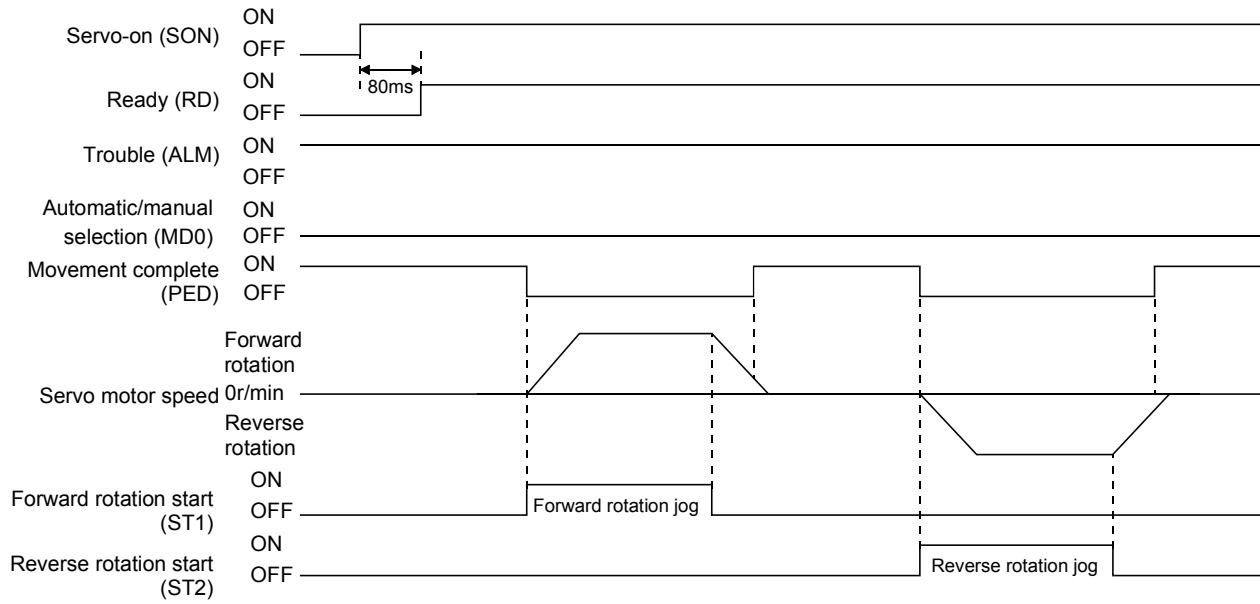 Servo-on (SON)
ON
OFF
80ms
Ready (RD)
ON
OFF
Trouble (ALM)
ON
OFF
Automatic/manual
selection (MD0)
ON
OFF
Movement complete
(PED)
ON
OFF
Servo motor speed
Forward
rotation
0r/min
Reverse
rotation
Forward rotation start
(ST1)
ON
OFF
Forward rotation jog
Reverse rotation start
(ST2)
ON
OFF
Reverse rotation jog